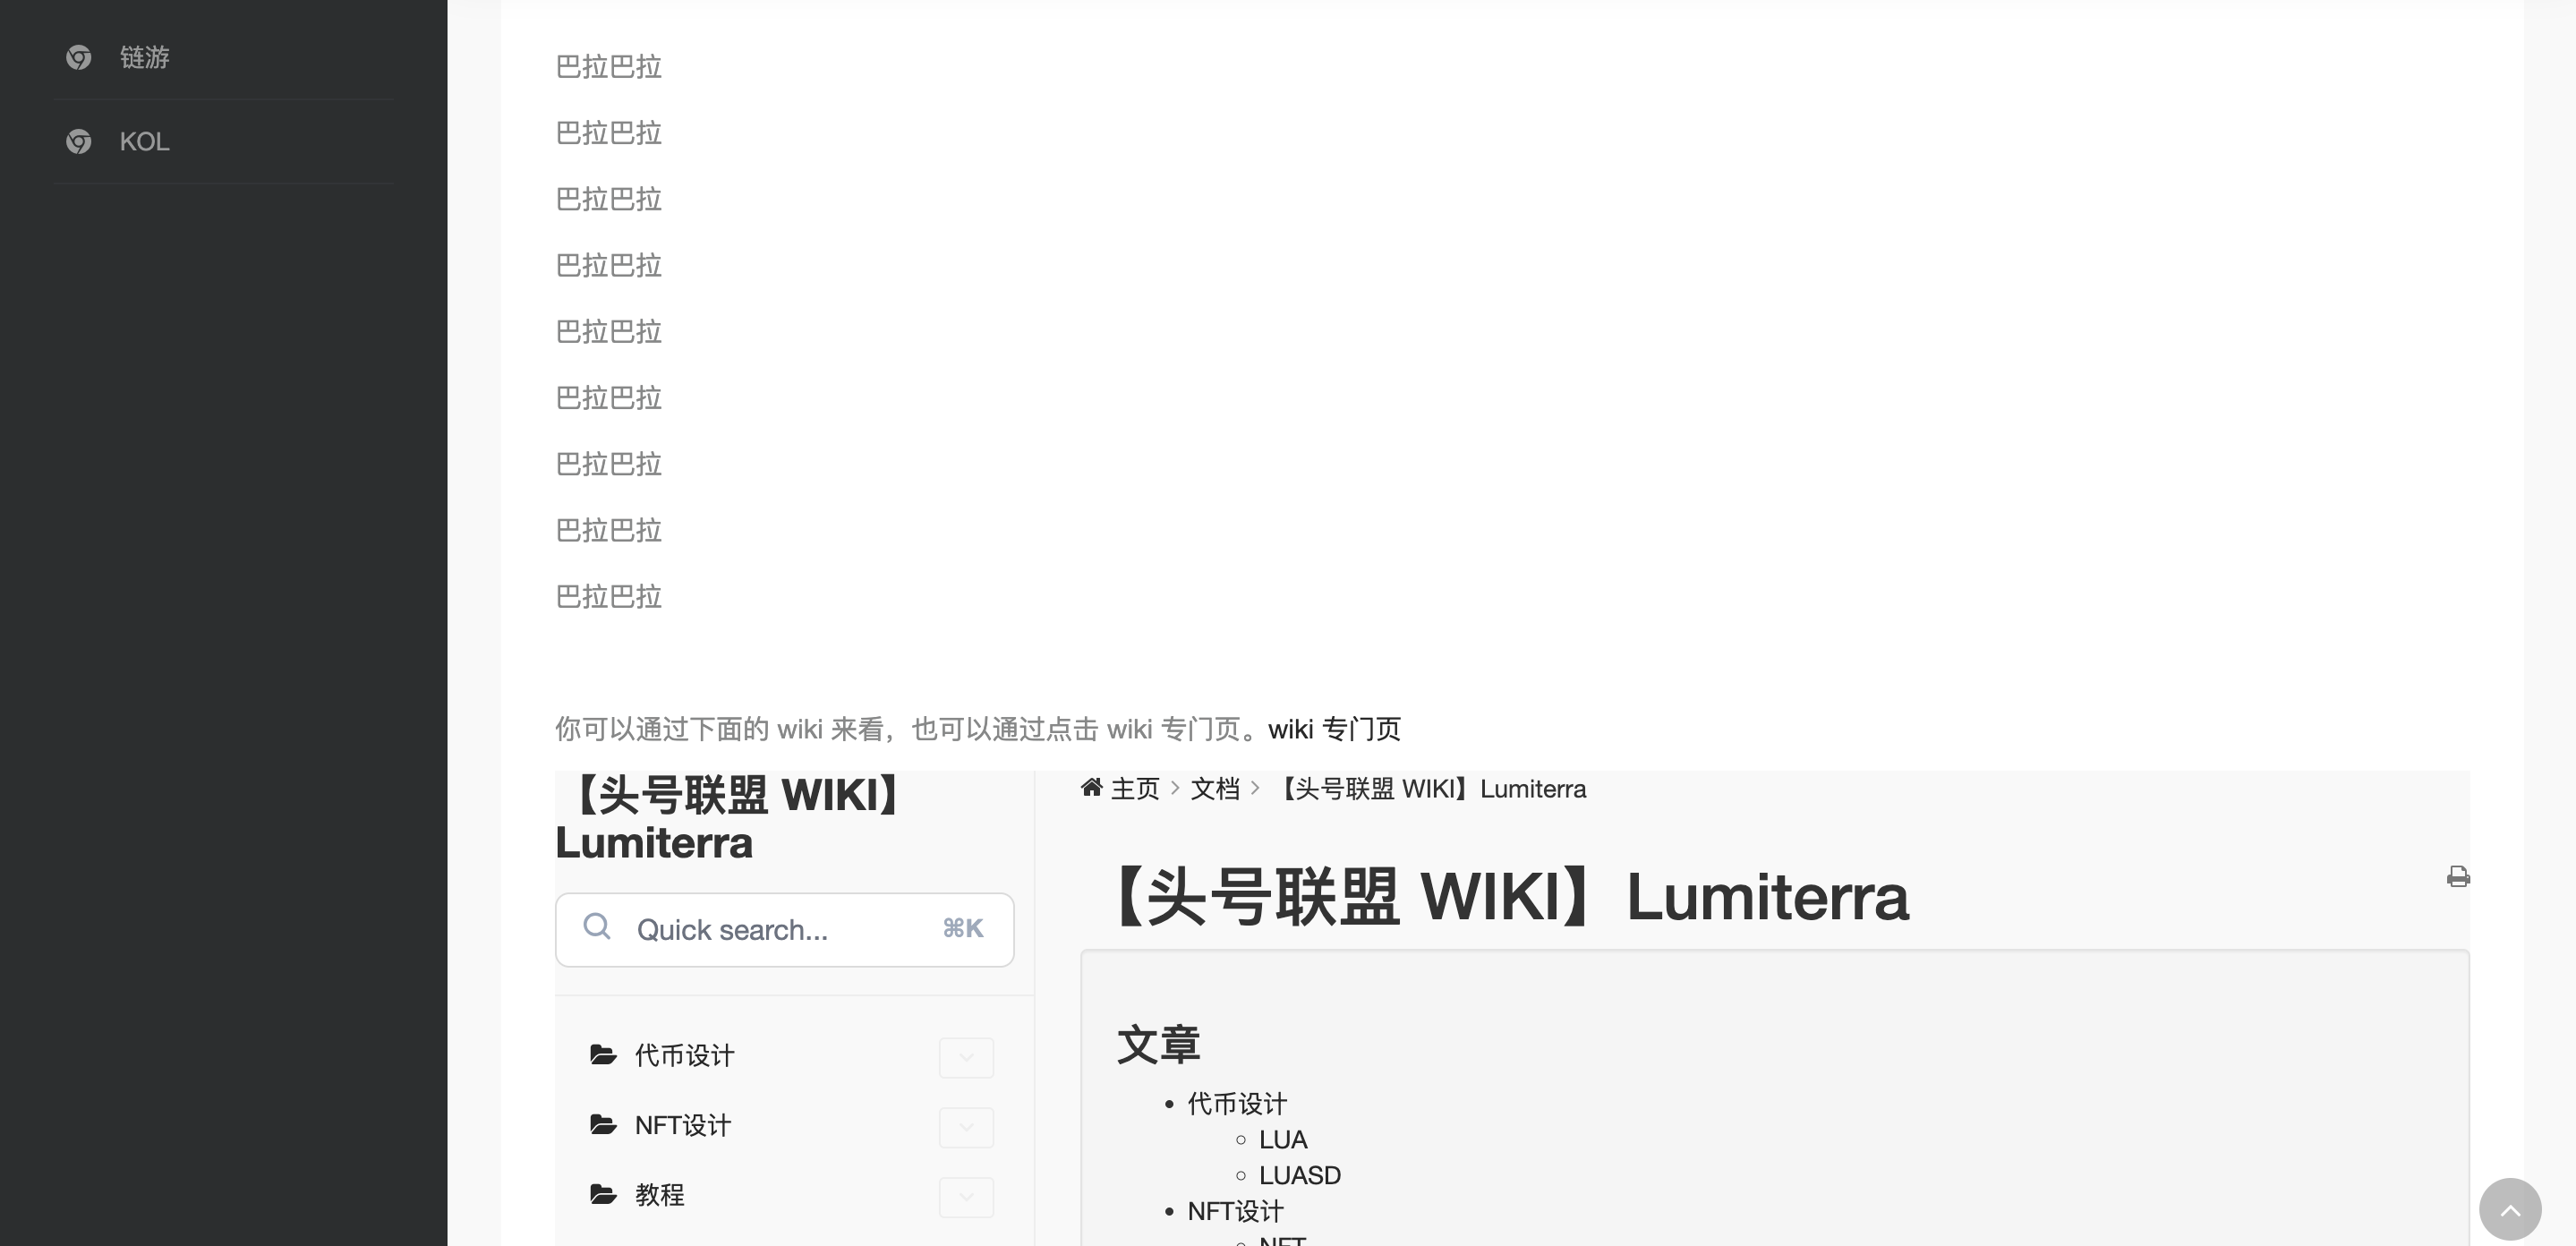 链游
KOL
巴拉巴拉
巴拉巴拉
巴拉巴拉
巴拉巴拉
巴拉巴拉
巴拉巴拉
巴拉巴拉
巴拉巴拉
巴拉巴拉
你可以通过下面的 wiki 来看，也可以通过点击 wiki 专门页。wiki 专门页
【头号联盟 WIKI】
Lumiterra
Quick search...
⌘K
代币设计
NFT设计
教程
主页 > 文档 > 【头号联盟 WIKI】Lumiterra
【头号联盟 WIKI】Lumiterra
文章
• 代币设计
◦ LUA
◦ LUASD
• NFT设计
◦ NFT